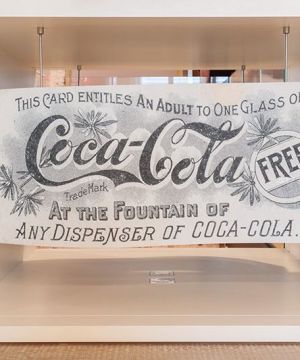 THIS CARD ENTITLES AN ADULT TO ONE GLASS OF
Coca-Cola
FREE
Trade Mark
AT THE FOUNTAIN OF
ANY DISPENSER OF COCA-COLA.